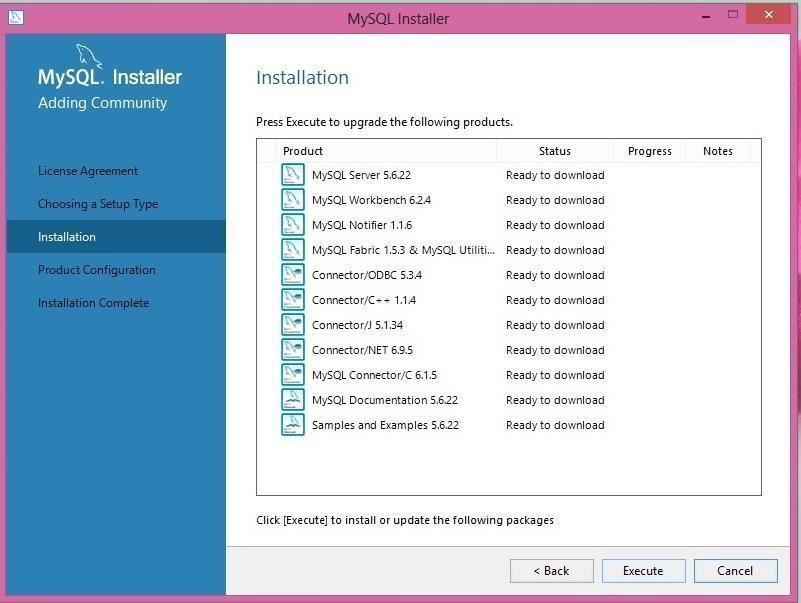 MySQL Installer
MySQL. Installer
Adding Community
License Agreement
Choosing a Setup Type
Installation
Product Configuration
Installation Complete
Installation
Press Execute to upgrade the following products.
Product Status Progress Notes
MySQL Server 5.6.22 Ready to download
MySQL Workbench 6.2.4 Ready to download
MySQL Notifier 1.1.6 Ready to download
MySQL Fabric 1.5.3 & MySQL Utiliti... Ready to download
Connector/ODBC 5.3.4 Ready to download
Connector/C++ 1.1.4 Ready to download
Connector/J 5.1.34 Ready to download
Connector/NET 6.9.5 Ready to download
MySQL Connector/C 6.1.5 Ready to download
MySQL Documentation 5.6.22 Ready to download
Samples and Examples 5.6.22 Ready to download
Click [Execute] to install or update the following packages
< Back Execute Cancel